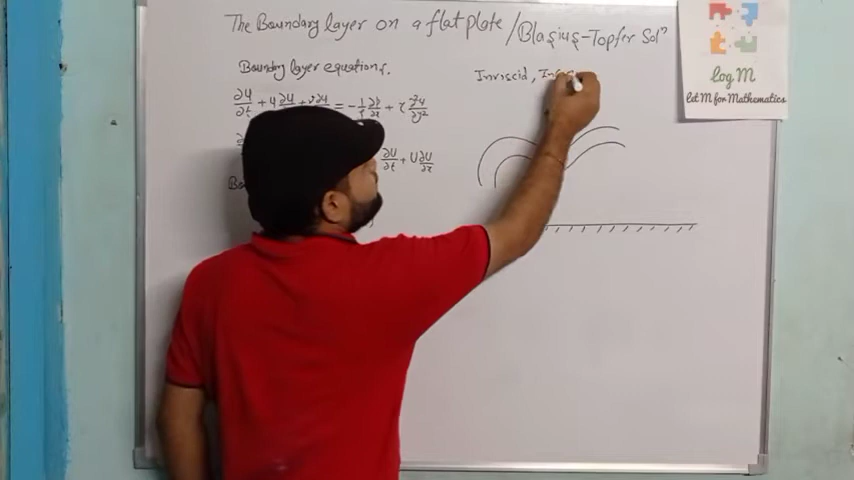 The Boundary layer on a flat plate / Blasius-Topfer Solⁿ
Boundary layer equations.
∂u/∂t + u ∂u/∂x + v ∂u/∂y = -1/ρ ∂p/∂x + τ ∂²u/∂y²
∂U/∂t + U ∂U/∂x
Inviscid,
log M
let M for Mathematics